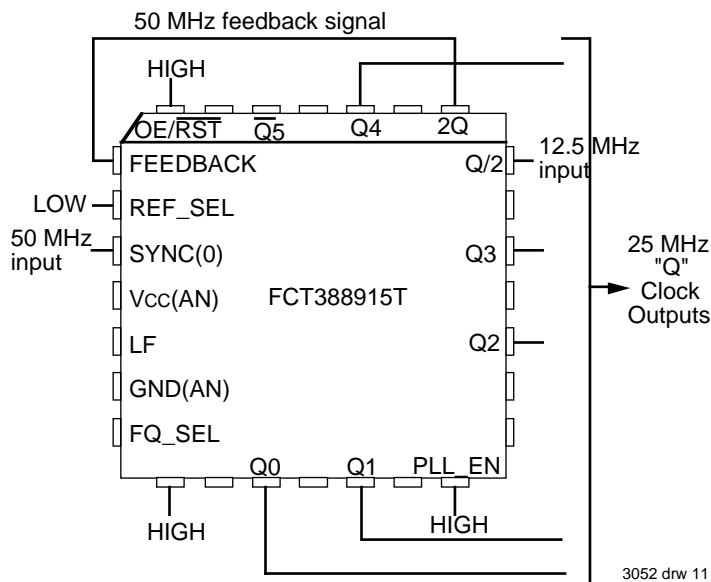 50 MHz feedback signal
HIGH
OE/R̅S̅T̅ Q̅5 Q4 2Q
FEEDBACK Q/2 12.5 MHz
input
LOW REF_SEL
50 MHz
input SYNC(0) Q3 25 MHz
"Q"
Clock
Outputs
VCC(AN) FCT388915T
LF Q2
GND(AN)
FQ_SEL
Q0 Q1 PLL_EN
HIGH HIGH
3052 drw 11